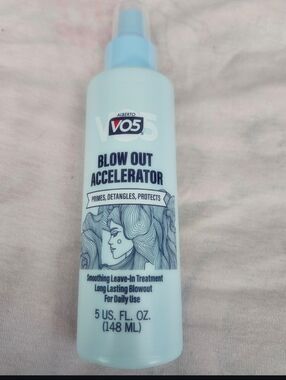 ALBERTO
VO5
BLOW OUT
ACCELERATOR
PRIMES, DETANGLES, PROTECTS
Smoothing Leave-In Treatment
Long Lasting Blowout
For Daily Use
5 US. FL. OZ.
(148 ML)